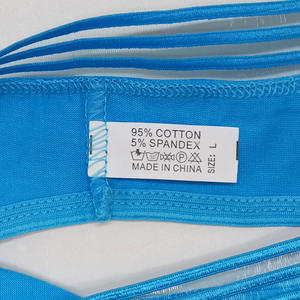 95% COTTON
5% SPANDEX
MADE IN CHINA
SIZE: L